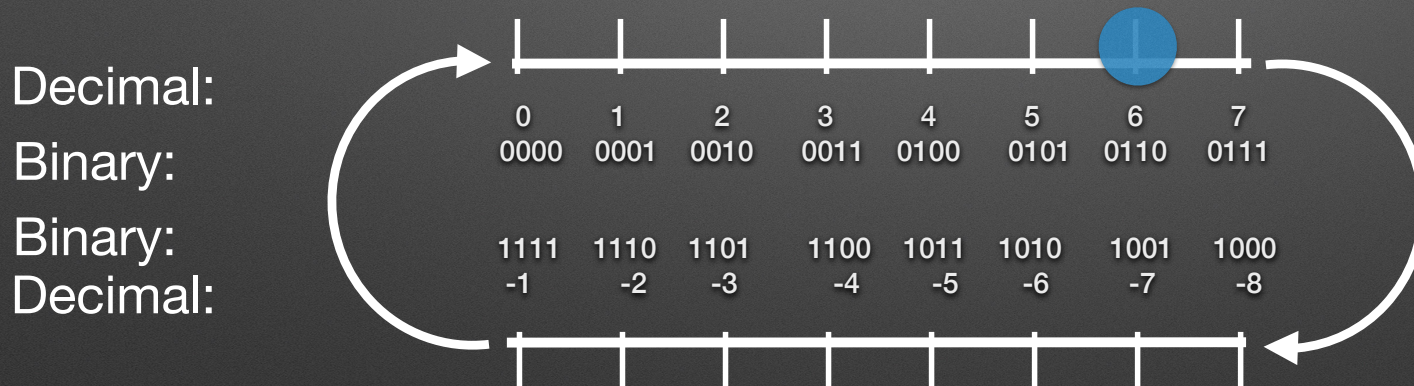 Decimal:
0 1 2 3 4 5 6 7
Binary:
0000 0001 0010 0011 0100 0101 0110 0111
Binary:
1111 1110 1101 1100 1011 1010 1001 1000
Decimal:
-1 -2 -3 -4 -5 -6 -7 -8